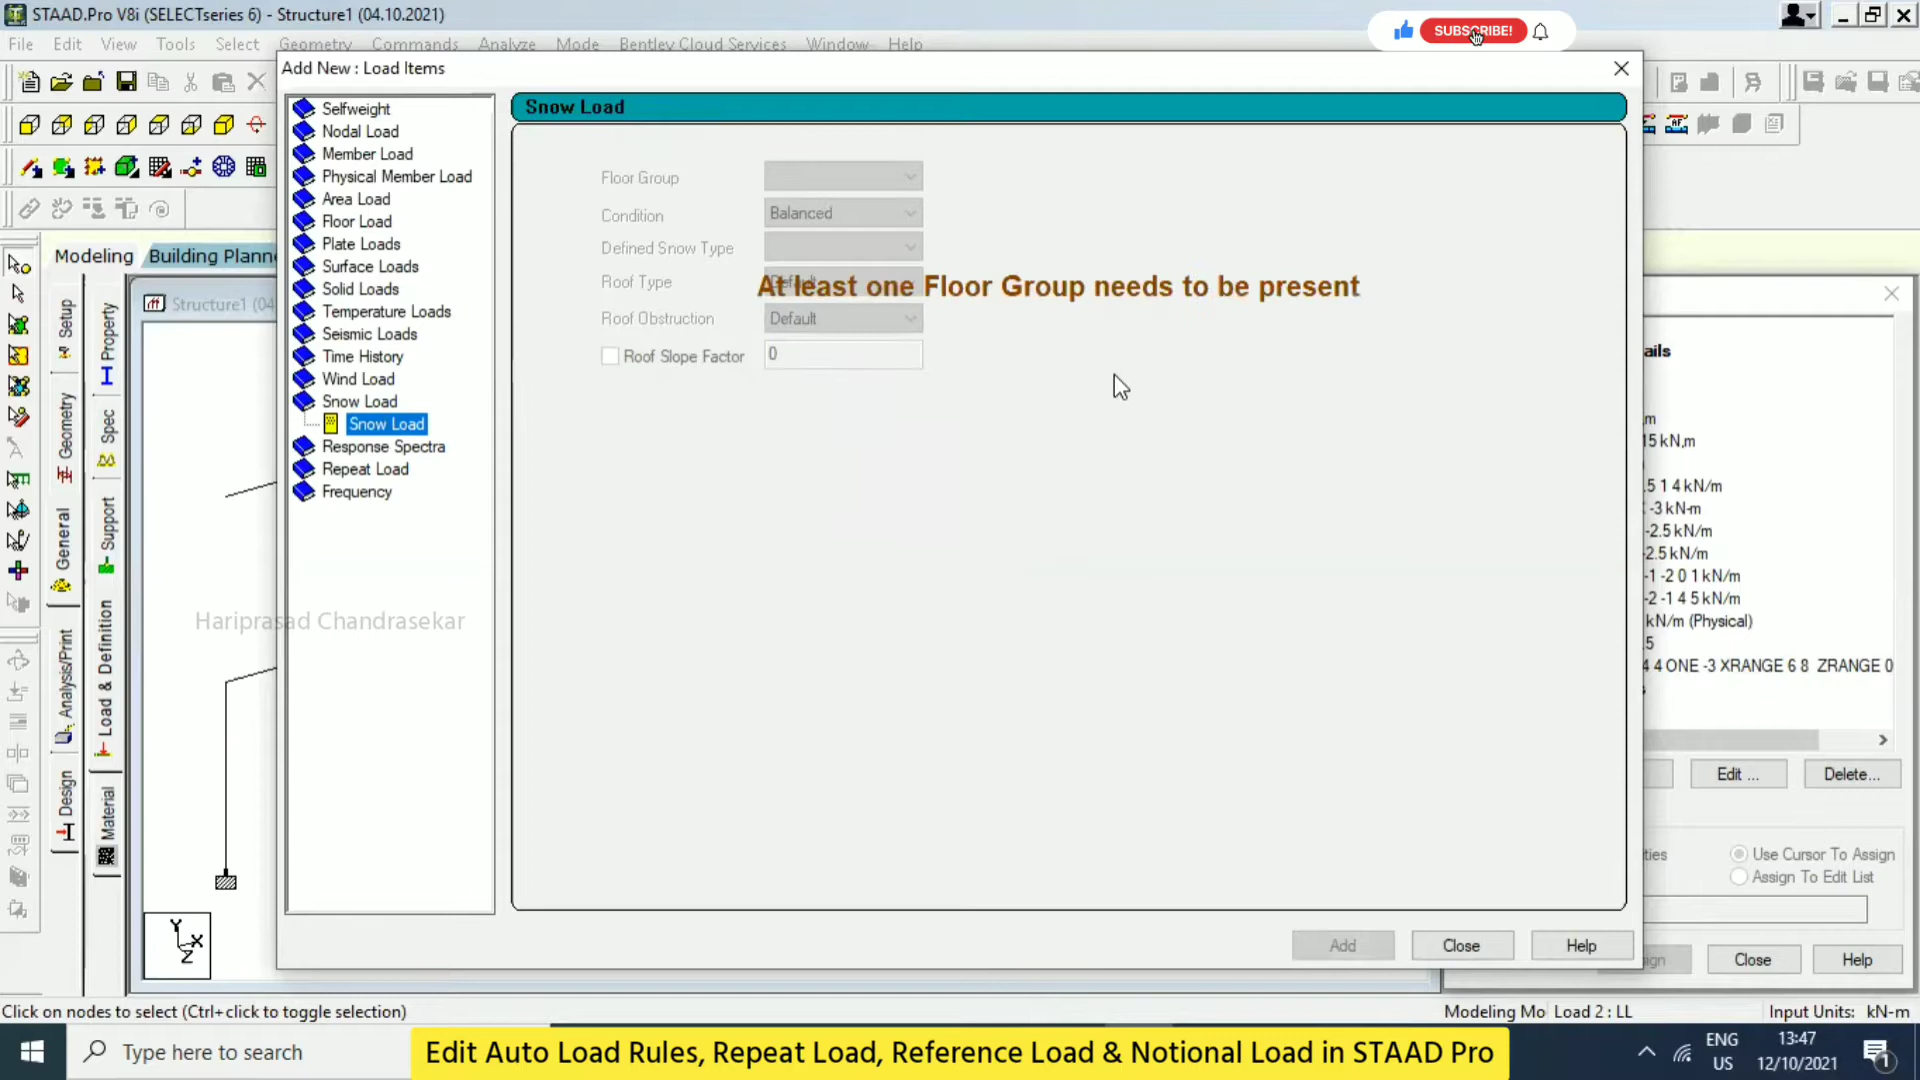 STAAD.Pro V8i (SELECTseries 6) - Structure1 (04.10.2021)
File Edit View Tools Select Geometry Commands Analyze Mode Bentley Cloud Services Window Help
SUBSCRIBE!
Add New : Load Items
Selfweight
Nodal Load
Member Load
Physical Member Load
Area Load
Floor Load
Plate Loads
Surface Loads
Solid Loads
Temperature Loads
Seismic Loads
Time History
Wind Load
Snow Load
Snow Load
Response Spectra
Repeat Load
Frequency
Snow Load
Floor Group
Condition Balanced
Defined Snow Type
Roof Type Default
At least one Floor Group needs to be present
Roof Obstruction Default
Roof Slope Factor 0
Add Close Help
Modeling Building Plann
Structure1 (04
Setup
Geometry
General
Analysis/Print
Design
Property
Spec
Support
Load & Definition
Material
Hariprasad Chandrasekar
Y
X
Z
ails
,m
15 kN,m
.5 1 4 kN/m
-3 kN-m
-2.5 kN/m
-2.5 kN/m
-1 -2 0 1 kN/m
-2 -1 4 5 kN/m
kN/m (Physical)
.5
4 4 ONE -3 XRANGE 6 8 ZRANGE 0
Edit ... Delete...
ties Use Cursor To Assign
Assign To Edit List
ign Close Help
Click on nodes to select (Ctrl+click to toggle selection)
Modeling Mo Load 2 : LL Input Units: kN-m
Type here to search
Edit Auto Load Rules, Repeat Load, Reference Load & Notional Load in STAAD Pro
ENG
US
13:47
12/10/2021
1